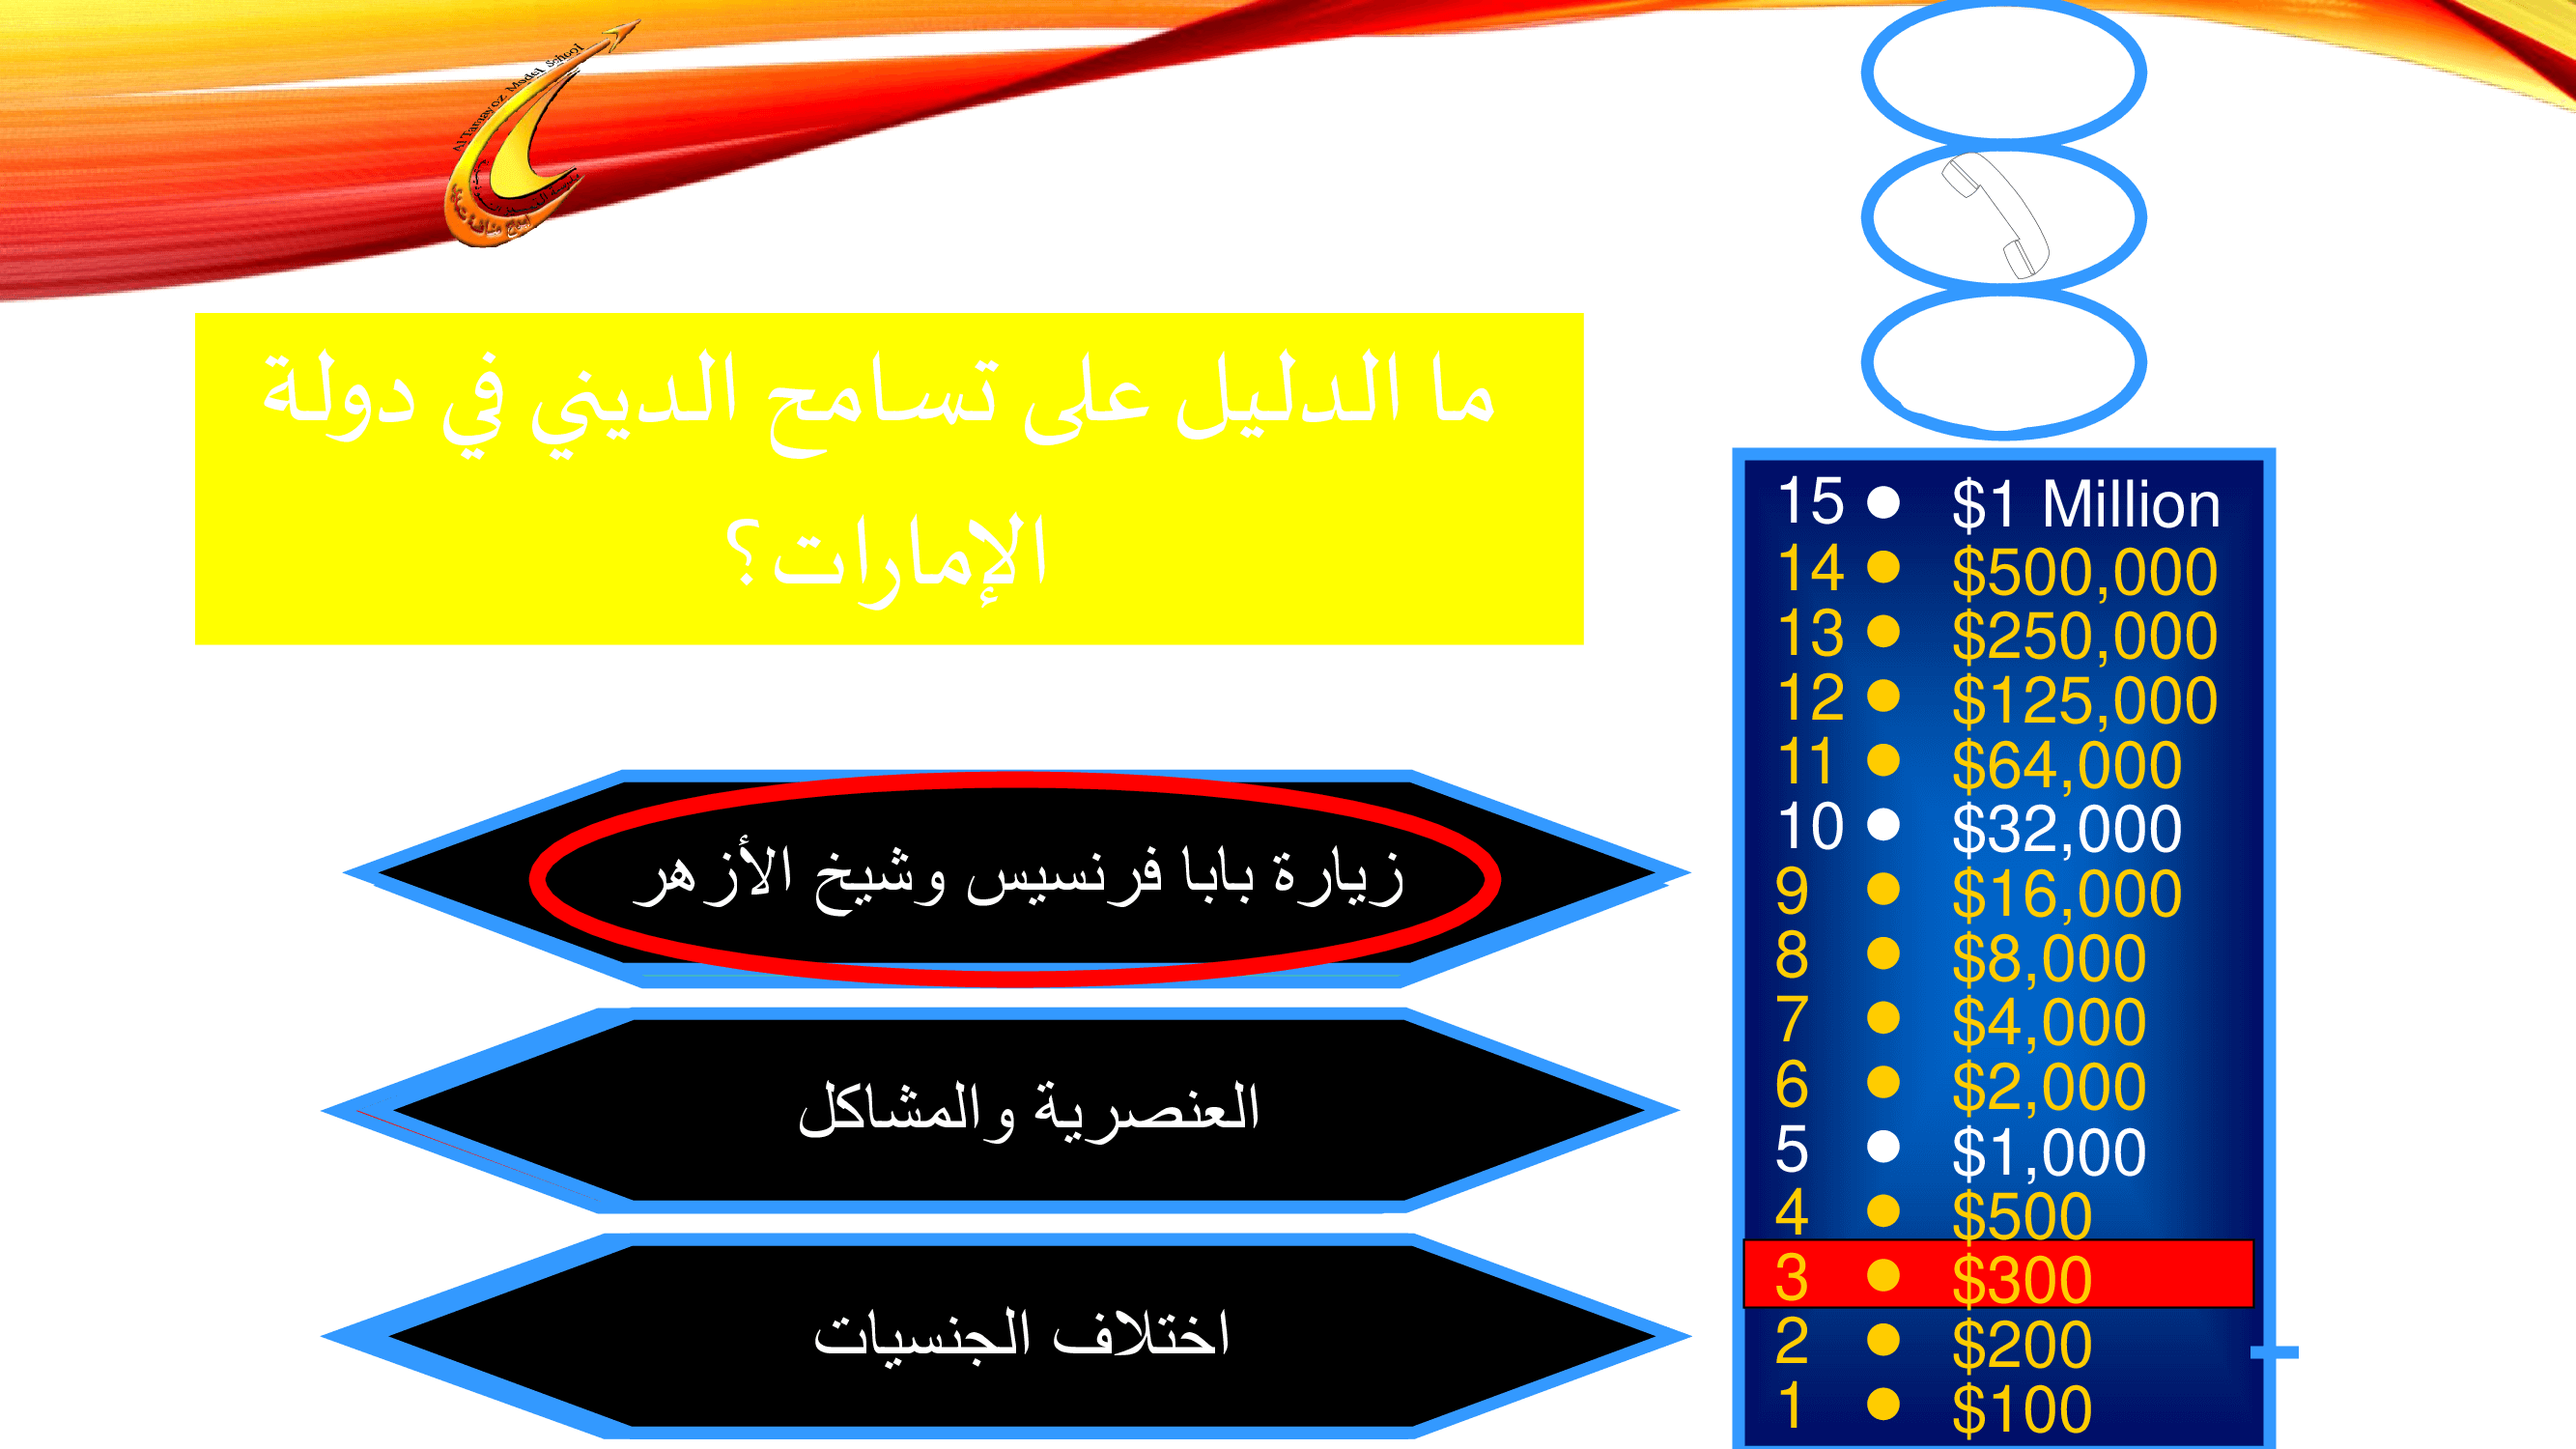 Al Tamayoz Model School
ما الدليل على تسامح الديني في دولة
الإمارات؟
زيارة بابا فرنسيس وشيخ الأزهر
العنصرية والمشاكل
اختلاف الجنسيات
15 • $1 Million
14 • $500,000
13 • $250,000
12 • $125,000
11 • $64,000
10 • $32,000
9 • $16,000
8 • $8,000
7 • $4,000
6 • $2,000
5 • $1,000
4 • $500
3 • $300
2 • $200
1 • $100